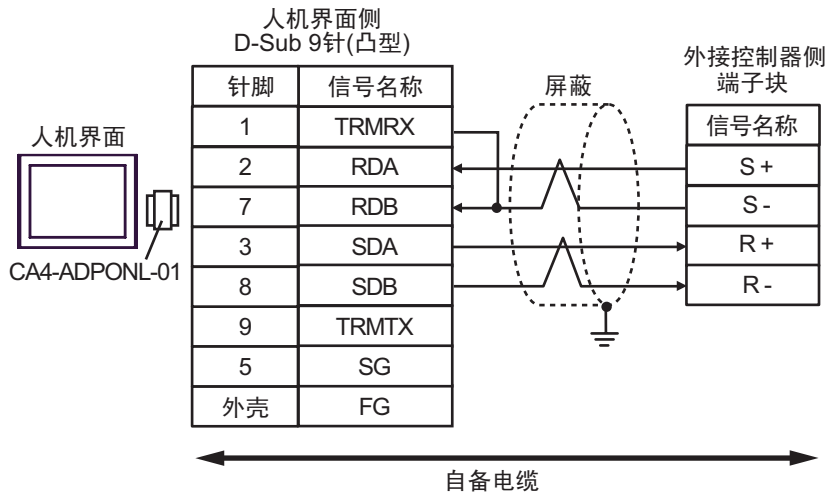 人机界面侧
D-Sub 9针(凸型)
外接控制器侧
端子块
针脚 信号名称
屏蔽
信号名称
人机界面
1 TRMRX
2 RDA
S+
7 RDB
S-
3 SDA
R+
8 SDB
R-
CA4-ADPONL-01
9 TRMTX
5 SG
外壳 FG
自备电缆